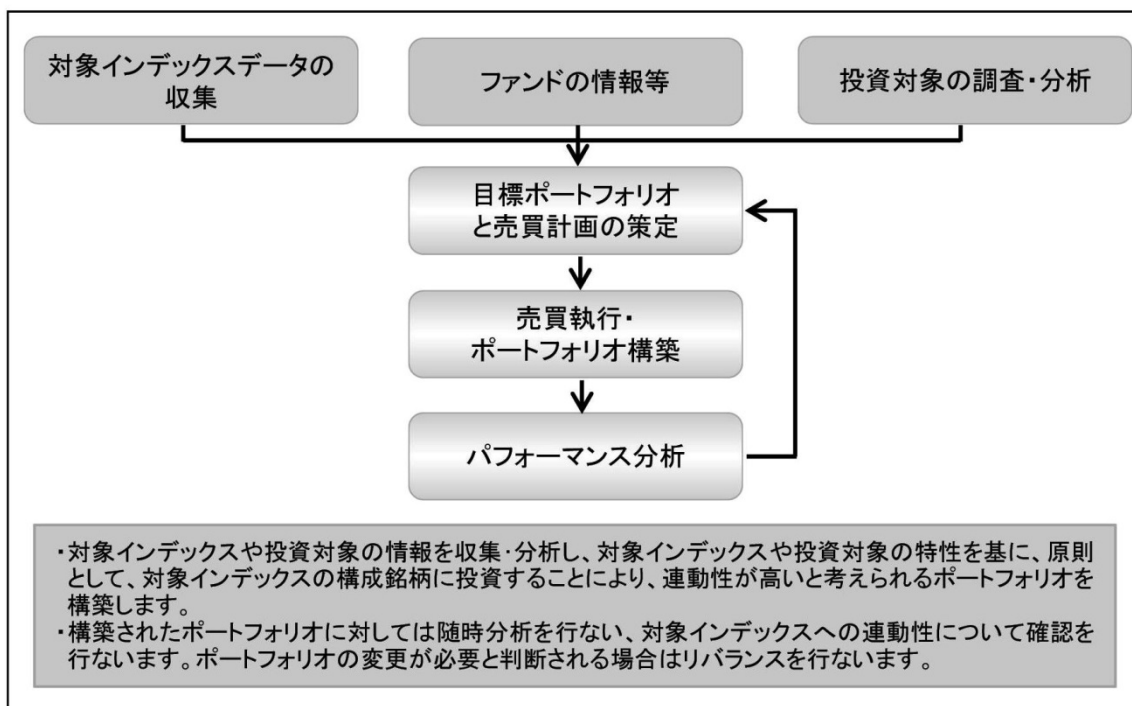 対象インデックスデータの
収集
ファンドの情報等
投資対象の調査・分析
目標ポートフォリオ
と売買計画の策定
売買執行・
ポートフォリオ構築
パフォーマンス分析
・対象インデックスや投資対象の情報を収集・分析し、対象インデックスや投資対象の特性を基に、原則
として、対象インデックスの構成銘柄に投資することにより、連動性が高いと考えられるポートフォリオを
構築します。
・構築されたポートフォリオに対しては随時分析を行ない、対象インデックスへの連動性について確認を
行ないます。ポートフォリオの変更が必要と判断される場合はリバランスを行ないます。